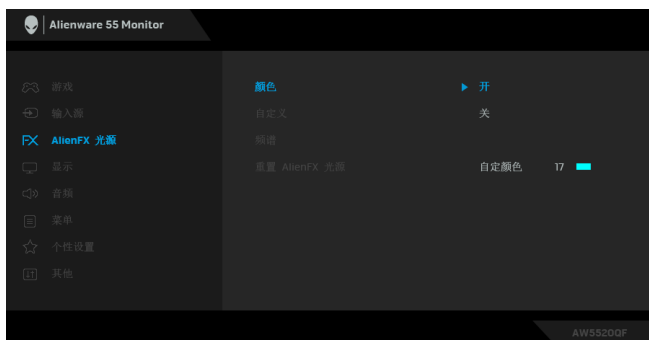 Alienware 55 Monitor
游戏
输入源
AlienFX 光源
显示
音频
菜单
个性设置
其他
颜色
自定义
频谱
重置 AlienFX 光源
开
关
自定颜色 17
AW5520QF